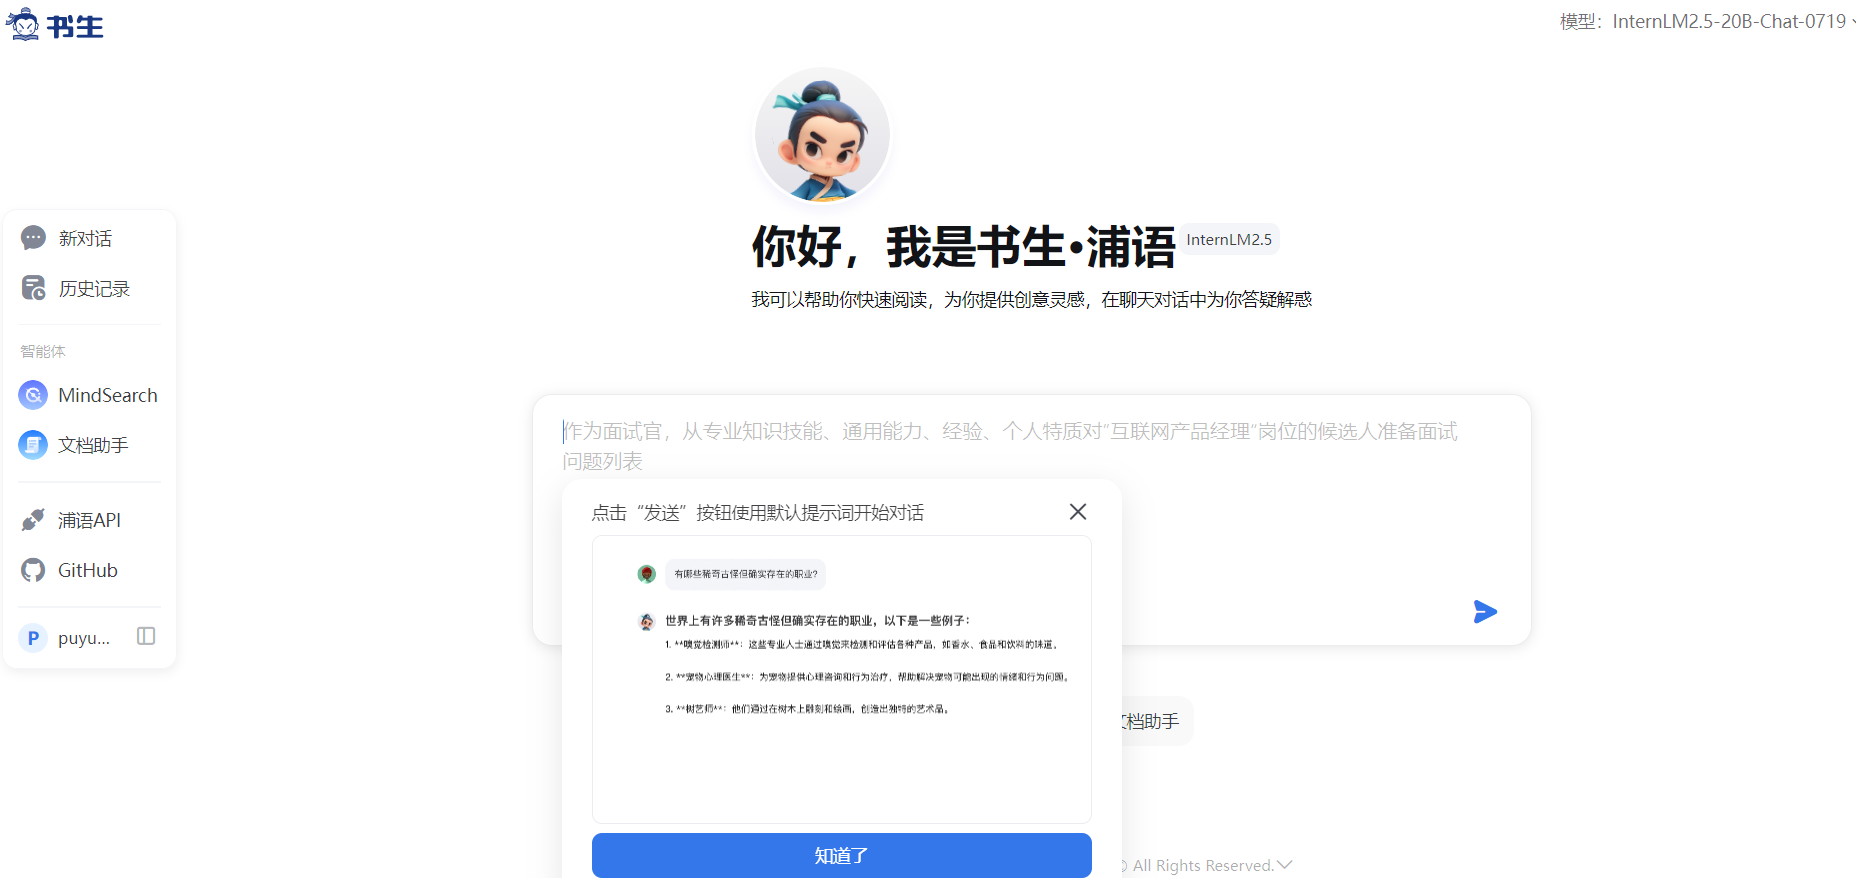 书生
模型：InternLM2.5-20B-Chat-0719
你好，我是书生·浦语 InternLM2.5
我可以帮助你快速阅读，为你提供创意灵感，在聊天对话中为你答疑解惑
新对话
历史记录
智能体
MindSearch
文档助手
浦语API
GitHub
P puyu...
作为面试官，从专业知识技能、通用能力、经验、个人特质对”互联网产品经理“岗位的候选人准备面试
问题列表
点击“发送”按钮使用默认提示词开始对话
有哪些稀奇古怪但确实存在的职业？
世界上有许多稀奇古怪但确实存在的职业，以下是一些例子：
1. **嗅觉检测师**：这些专业人士通过嗅觉来检测和评估各种产品，如香水、食品和饮料的味道。
2. **宠物心理医生**：为宠物提供心理咨询和行为治疗，帮助解决宠物可能出现的情绪和行为问题。
3. **树艺师**：他们通过在树木上雕刻和绘画，创造出独特的艺术品。
文档助手
知道了
© All Rights Reserved.